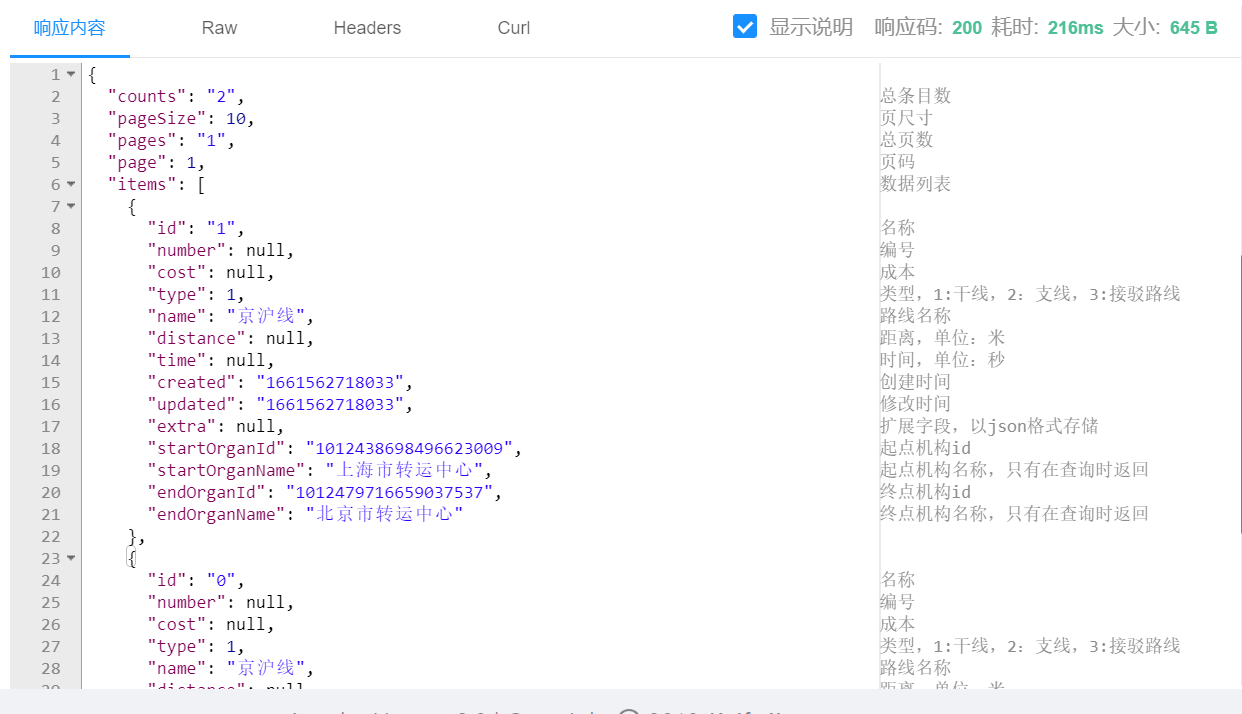 响应内容 Raw Headers Curl 显示说明 响应码: 200 耗时: 216ms 大小: 645 B
1 {
2 "counts": "2", 总条目数
3 "pageSize": 10, 页尺寸
4 "pages": "1", 总页数
5 "page": 1, 页码
6 "items": [ 数据列表
7 {
8 "id": "1", 名称
9 "number": null, 编号
10 "cost": null, 成本
11 "type": 1, 类型，1:干线，2：支线，3:接驳路线
12 "name": "京沪线", 路线名称
13 "distance": null, 距离，单位：米
14 "time": null, 时间，单位：秒
15 "created": "1661562718033", 创建时间
16 "updated": "1661562718033", 修改时间
17 "extra": null, 扩展字段，以json格式存储
18 "startOrganId": "1012438698496623009", 起点机构id
19 "startOrganName": "上海市转运中心", 起点机构名称，只有在查询时返回
20 "endOrganId": "1012479716659037537", 终点机构id
21 "endOrganName": "北京市转运中心" 终点机构名称，只有在查询时返回
22 },
23 {
24 "id": "0", 名称
25 "number": null, 编号
26 "cost": null, 成本
27 "type": 1, 类型，1:干线，2：支线，3:接驳路线
28 "name": "京沪线", 路线名称
29 "distance": null, 距离，单位：米